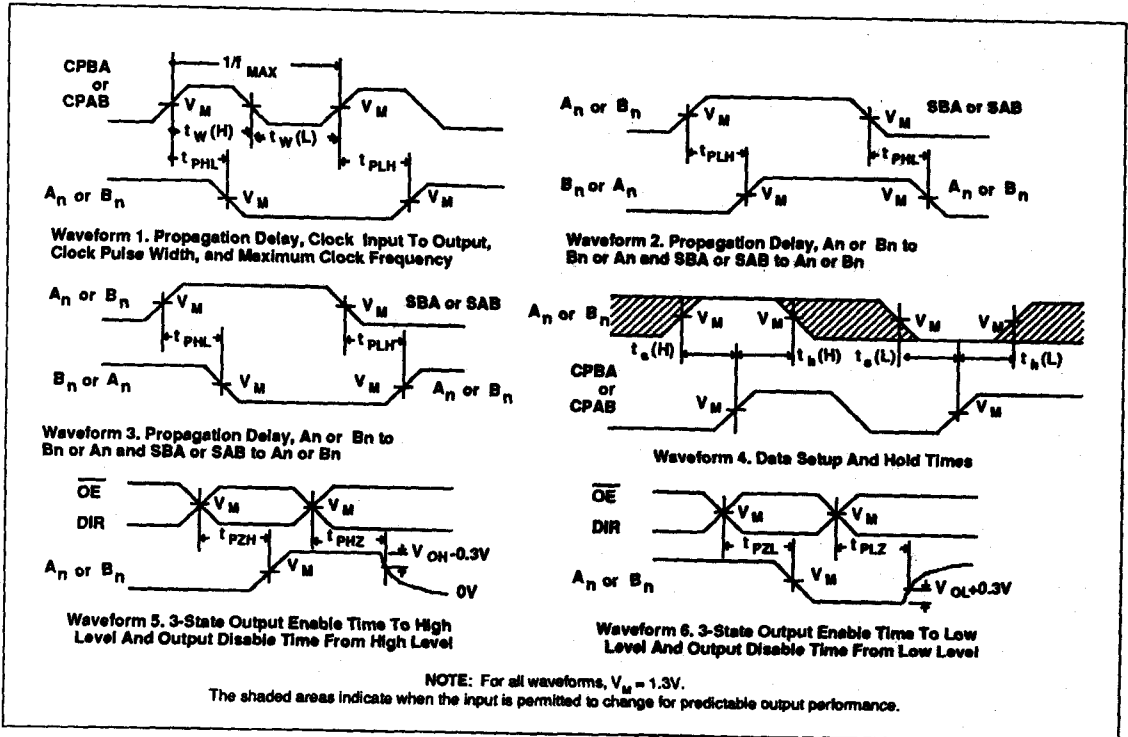 CPBA
or
CPAB
1/f MAX
V M
V M
t W (H)
t W (L)
t PHL
t PLH
A n or B n
V M
V M
Waveform 1. Propagation Delay, Clock Input To Output,
Clock Pulse Width, and Maximum Clock Frequency
A n or B n
V M
V M
SBA or SAB
t PLH
t PHL
B n or A n
V M
V M
A n or B n
Waveform 2. Propagation Delay, An or Bn to
Bn or An and SBA or SAB to An or Bn
A n or B n
V M
V M
SBA or SAB
t PHL
t PLH
B n or A n
V M
V M
A n or B n
Waveform 3. Propagation Delay, An or Bn to
Bn or An and SBA or SAB to An or Bn
A n or B n
V M
V M
V M
V M
t s (H)
t h (H)
t s (L)
t h (L)
CPBA
or
CPAB
V M
V M
Waveform 4. Data Setup And Hold Times
OE
DIR
V M
V M
t PZH
t PHZ
V OH -0.3V
A n or B n
V M
0V
Waveform 5. 3-State Output Enable Time To High
Level And Output Disable Time From High Level
OE
DIR
V M
V M
t PZL
t PLZ
A n or B n
V M
V OL +0.3V
Waveform 6. 3-State Output Enable Time To Low
Level And Output Disable Time From Low Level
NOTE: For all waveforms, V M = 1.3V.
The shaded areas indicate when the input is permitted to change for predictable output performance.